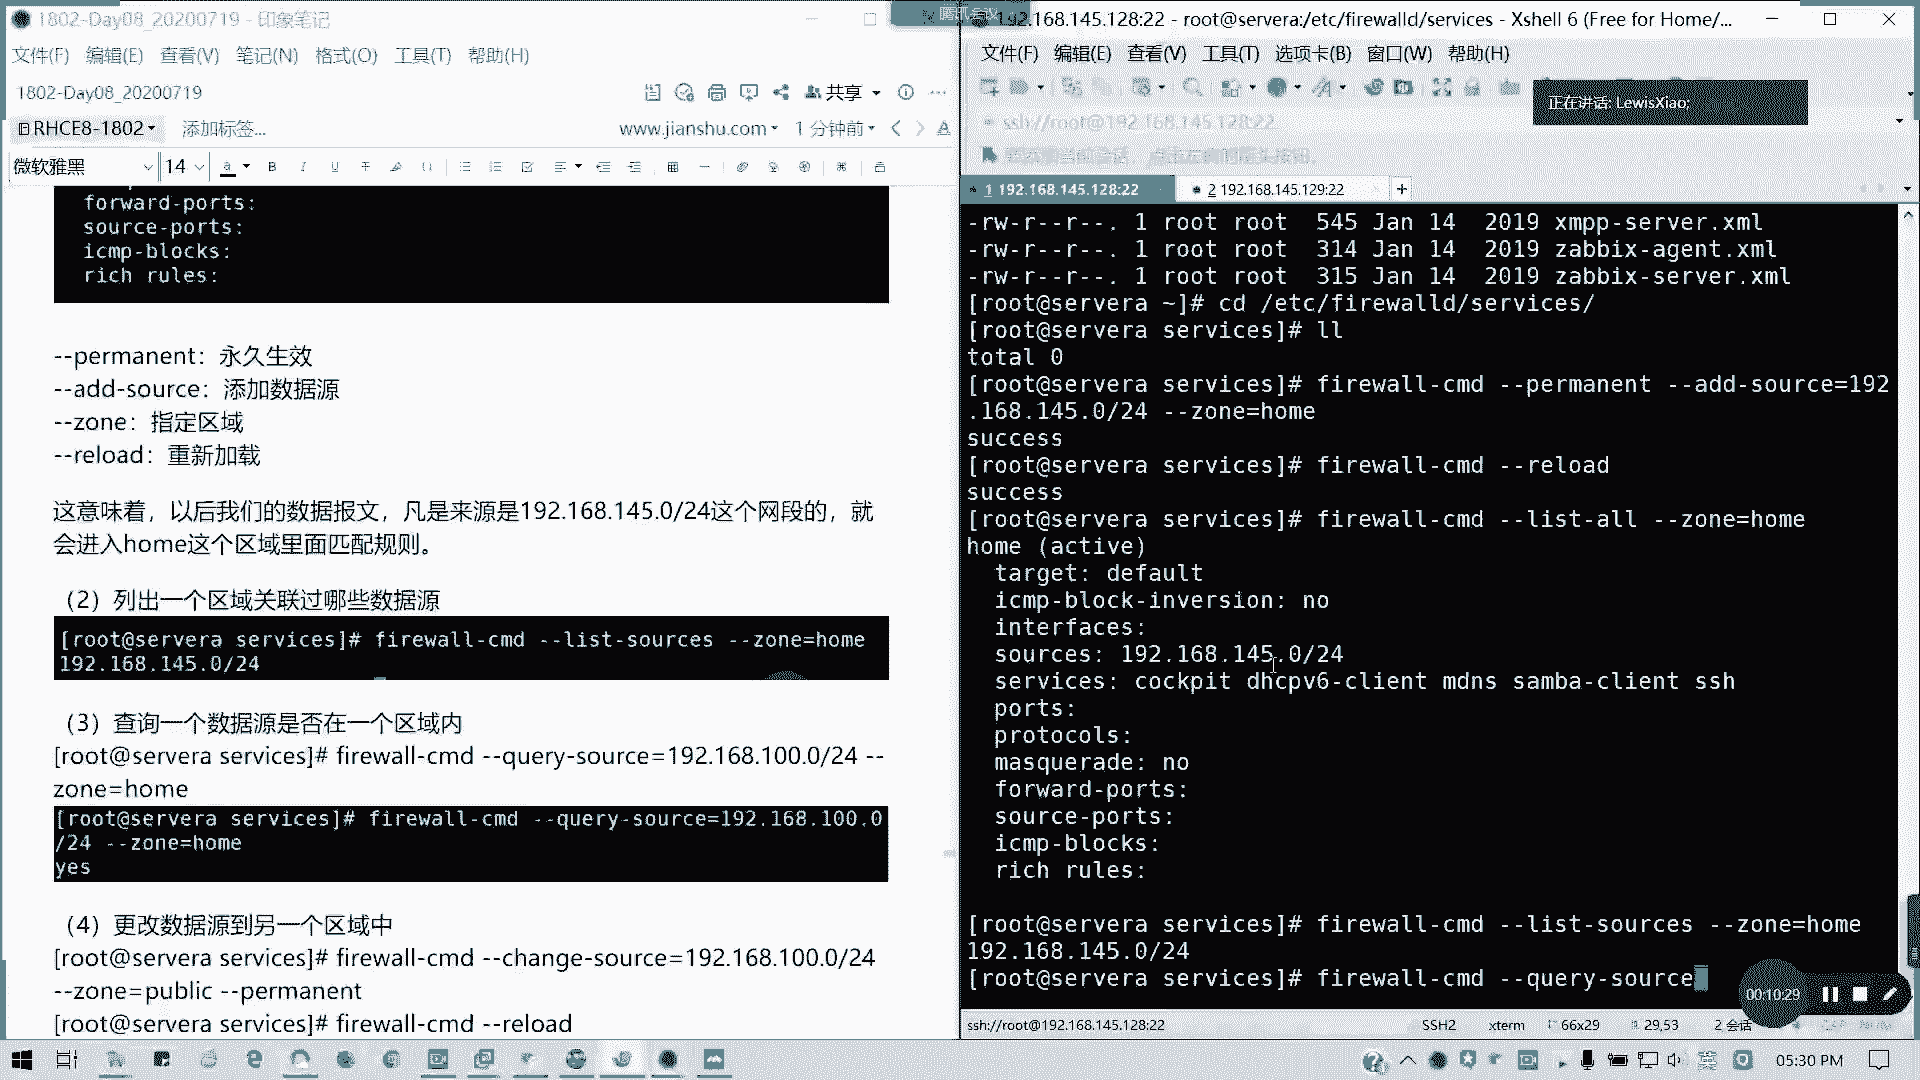 1802-Day08_20200719 - 印象笔记
文件(F) 编辑(E) 查看(V) 笔记(N) 格式(O) 工具(T) 帮助(H)
1802-Day08_20200719
共享
RHCE8-1802 添加标签...
www.jianshu.com 1 分钟前
微软雅黑 14
forward-ports:
source-ports:
icmp-blocks:
rich rules:
--permanent：永久生效
--add-source：添加数据源
--zone：指定区域
--reload：重新加载
这意味着，以后我们的数据报文，凡是来源是192.168.145.0/24这个网段的，就
会进入home这个区域里面匹配规则。
（2）列出一个区域关联过哪些数据源
[root@servera services]# firewall-cmd --list-sources --zone=home
192.168.145.0/24
（3）查询一个数据源是否在一个区域内
[root@servera services]# firewall-cmd --query-source=192.168.100.0/24 --
zone=home
[root@servera services]# firewall-cmd --query-source=192.168.100.0
/24 --zone=home
yes
（4）更改数据源到另一个区域中
[root@servera services]# firewall-cmd --change-source=192.168.100.0/24
--zone=public --permanent
[root@servera services]# firewall-cmd --reload
腾讯会议
192.168.145.128:22 - root@servera:/etc/firewalld/services - Xshell 6 (Free for Home/...
文件(F) 编辑(E) 查看(V) 工具(T) 选项卡(B) 窗口(W) 帮助(H)
正在讲话: LewisXiao;
ssh://root@192.168.145.128:22
1 192.168.145.128:22 2 192.168.145.129:22 +
-rw-r--r--. 1 root root 545 Jan 14 2019 xmpp-server.xml
-rw-r--r--. 1 root root 314 Jan 14 2019 zabbix-agent.xml
-rw-r--r--. 1 root root 315 Jan 14 2019 zabbix-server.xml
[root@servera ~]# cd /etc/firewalld/services/
[root@servera services]# ll
total 0
[root@servera services]# firewall-cmd --permanent --add-source=192
.168.145.0/24 --zone=home
success
[root@servera services]# firewall-cmd --reload
success
[root@servera services]# firewall-cmd --list-all --zone=home
home (active)
target: default
icmp-block-inversion: no
interfaces:
sources: 192.168.145.0/24
services: cockpit dhcpv6-client mdns samba-client ssh
ports:
protocols:
masquerade: no
forward-ports:
source-ports:
icmp-blocks:
rich rules:
[root@servera services]# firewall-cmd --list-sources --zone=home
192.168.145.0/24
[root@servera services]# firewall-cmd --query-source
00:10:29
ssh://root@192.168.145.128:22 SSH2 xterm 66x29 29,53 2 会话
英 05:30 PM